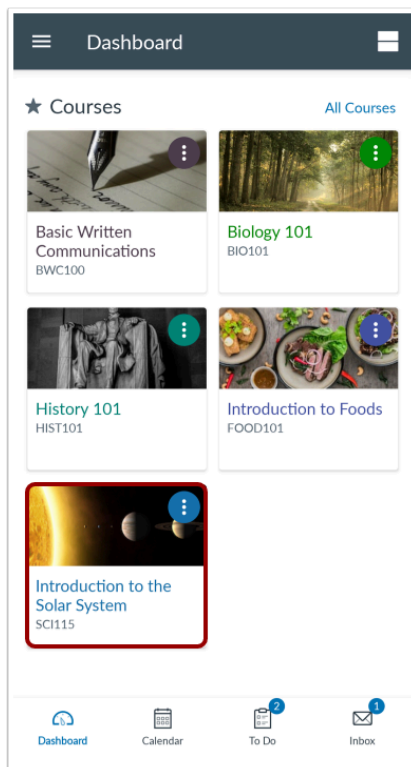 Dashboard
Courses
All Courses
Basic Written
Communications
BWC100
Biology 101
BIO101
History 101
HIST101
Introduction to Foods
FOOD101
Introduction to the
Solar System
SCI115
2
1
Dashboard
Calendar
To Do
Inbox